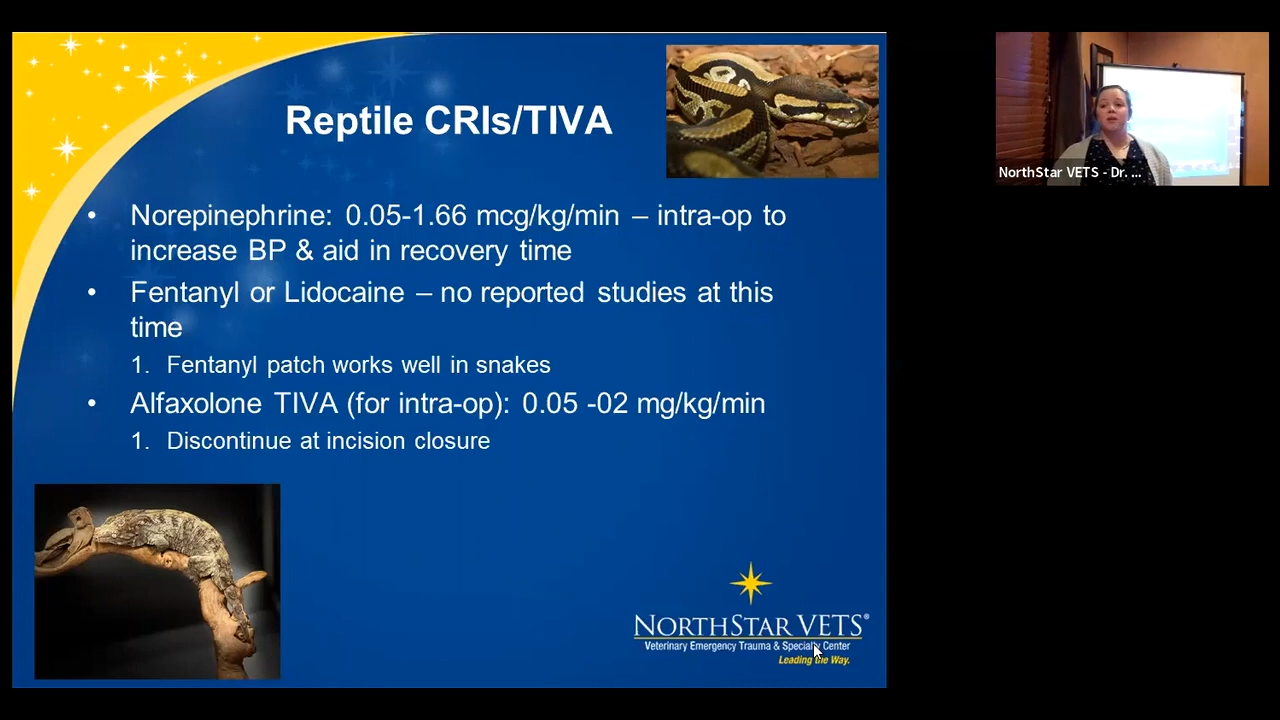 Reptile CRIs/TIVA
• Norepinephrine: 0.05-1.66 mcg/kg/min – intra-op to
increase BP & aid in recovery time
• Fentanyl or Lidocaine – no reported studies at this
time
1. Fentanyl patch works well in snakes
• Alfaxolone TIVA (for intra-op): 0.05 -02 mg/kg/min
1. Discontinue at incision closure
NORTHSTAR VETS®
Veterinary Emergency Trauma & Specialty Center
Leading the Way.
NorthStar VETS - Dr. ...